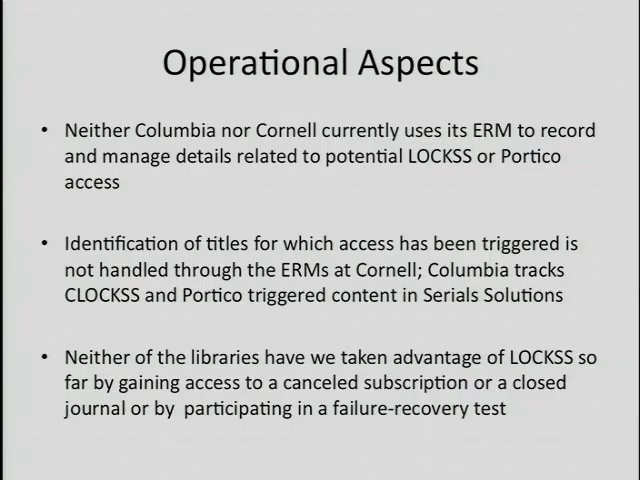 Operational Aspects
• Neither Columbia nor Cornell currently uses its ERM to record
and manage details related to potential LOCKSS or Portico
access
• Identification of titles for which access has been triggered is
not handled through the ERMs at Cornell; Columbia tracks
CLOCKSS and Portico triggered content in Serials Solutions
• Neither of the libraries have we taken advantage of LOCKSS so
far by gaining access to a canceled subscription or a closed
journal or by  participating in a failure-recovery test